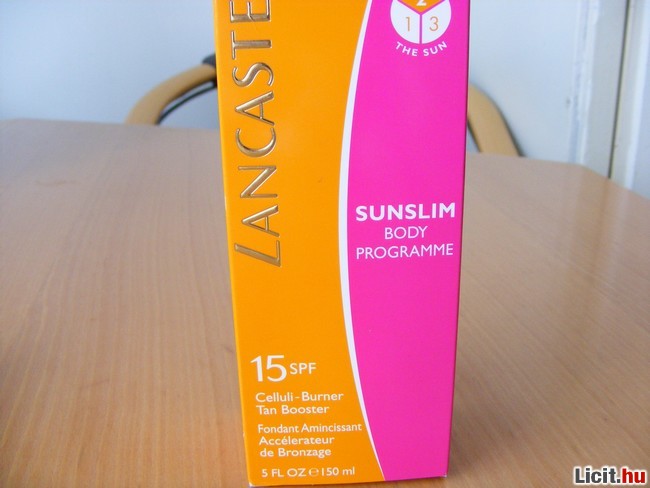 LANCASTE
2
1 3
THE SUN
SUNSLIM
BODY
PROGRAMME
15 SPF
Celluli-Burner
Tan Booster
Fondant Amincissant
Accélérateur
de Bronzage
5 FL OZ ℮ 150 ml
Licit.hu